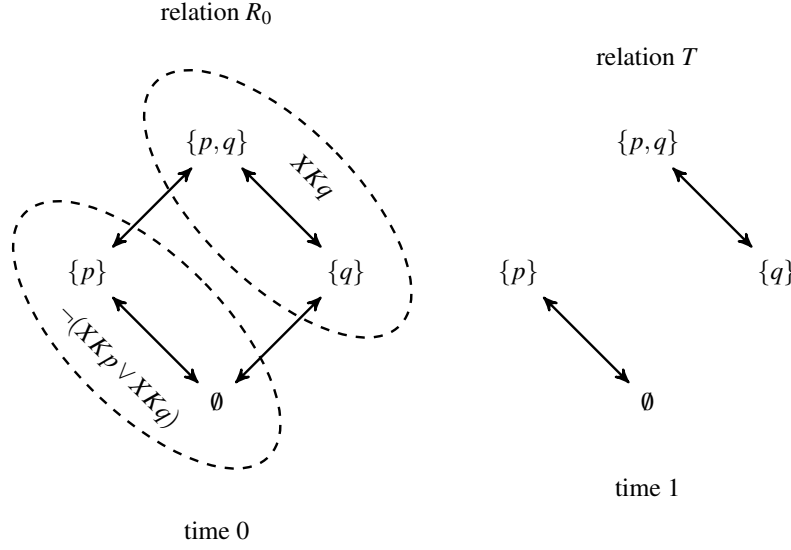 relation R₀
{p,q}
XKq
{p}
{q}
¬(XKp ∨ XKq)
∅
time 0
relation T
{p,q}
{p}
{q}
∅
time 1